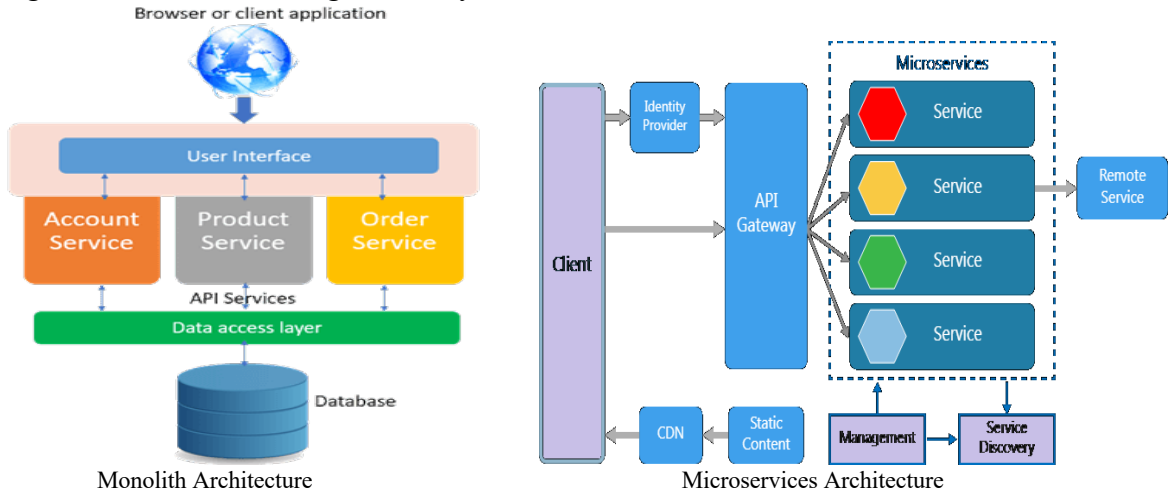 Browser or client application
User Interface
Account
Service
Product
Service
Order
Service
API Services
Data access layer
Database
Monolith Architecture
Client
Identity
Provider
API
Gateway
Microservices
Service
Service
Service
Service
Remote
Service
CDN
Static
Content
Management
Service
Discovery
Microservices Architecture